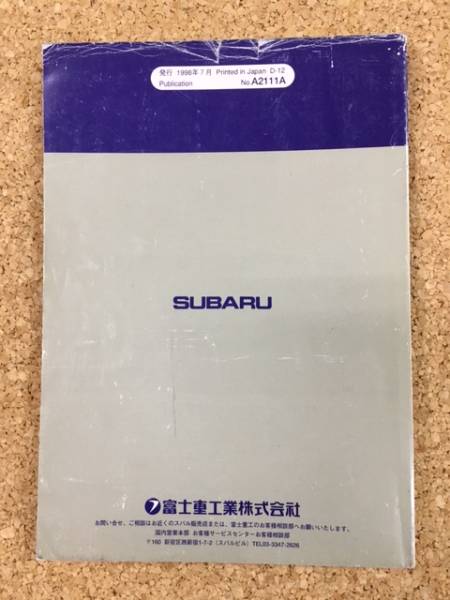 発行 1996年7月 Printed in Japan D-12
Publication No.A2111A
SUBARU
富士重工業株式会社
お問い合せ、ご相談はお近くのスバル販売店または、富士重工のお客様相談部へお願いいたします。
国内営業本部 お客様サービスセンターお客様相談部
〒160 新宿区西新宿1-7-2 (スバルビル) TEL03-3347-2626